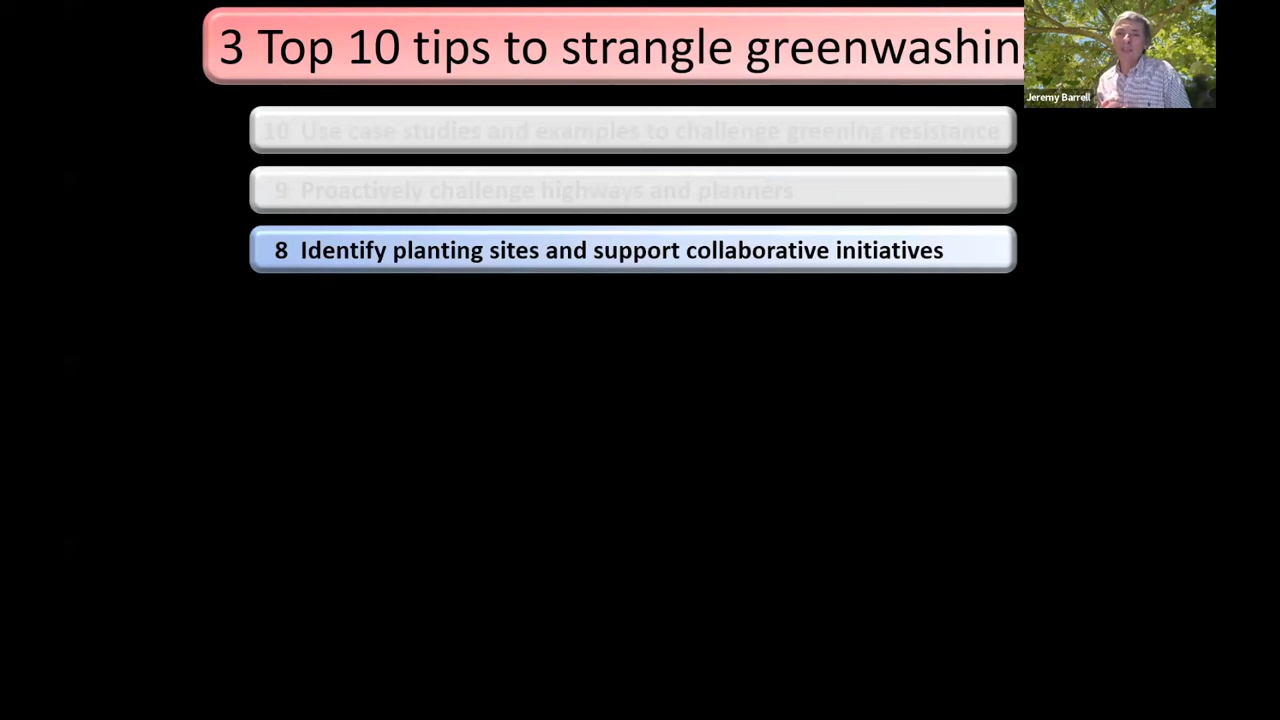 3 Top 10 tips to strangle greenwashin
Jeremy Barrell
10 Use case studies and examples to challenge greening resistance
9 Proactively challenge highways and planners
8 Identify planting sites and support collaborative initiatives